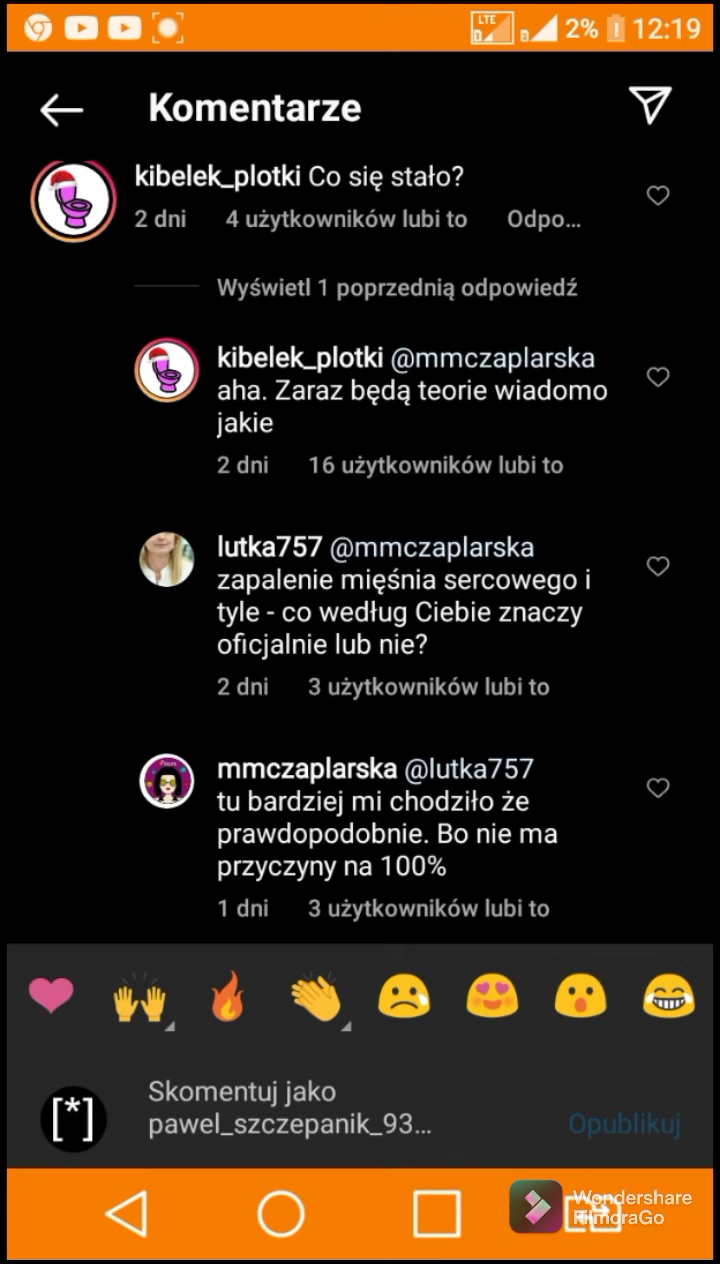 LTE 2% 12:19
Komentarze
kibelek_plotki Co się stało?
2 dni 4 użytkowników lubi to Odpo...
Wyświetl 1 poprzednią odpowiedź
kibelek_plotki @mmczaplarska
aha. Zaraz będą teorie wiadomo
jakie
2 dni 16 użytkowników lubi to
lutka757 @mmczaplarska
zapalenie mięśnia sercowego i
tyle - co według Ciebie znaczy
oficjalnie lub nie?
2 dni 3 użytkowników lubi to
mmczaplarska @lutka757
tu bardziej mi chodziło że
prawdopodobnie. Bo nie ma
przyczyny na 100%
1 dni 3 użytkowników lubi to
[*] Skomentuj jako
pawel_szczepanik_93... Opublikuj
Wondershare
FilmoraGo